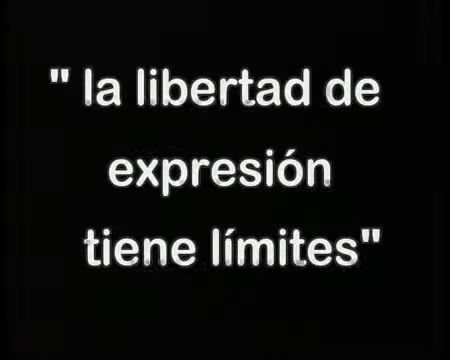 " la libertad de
expresión
tiene límites"